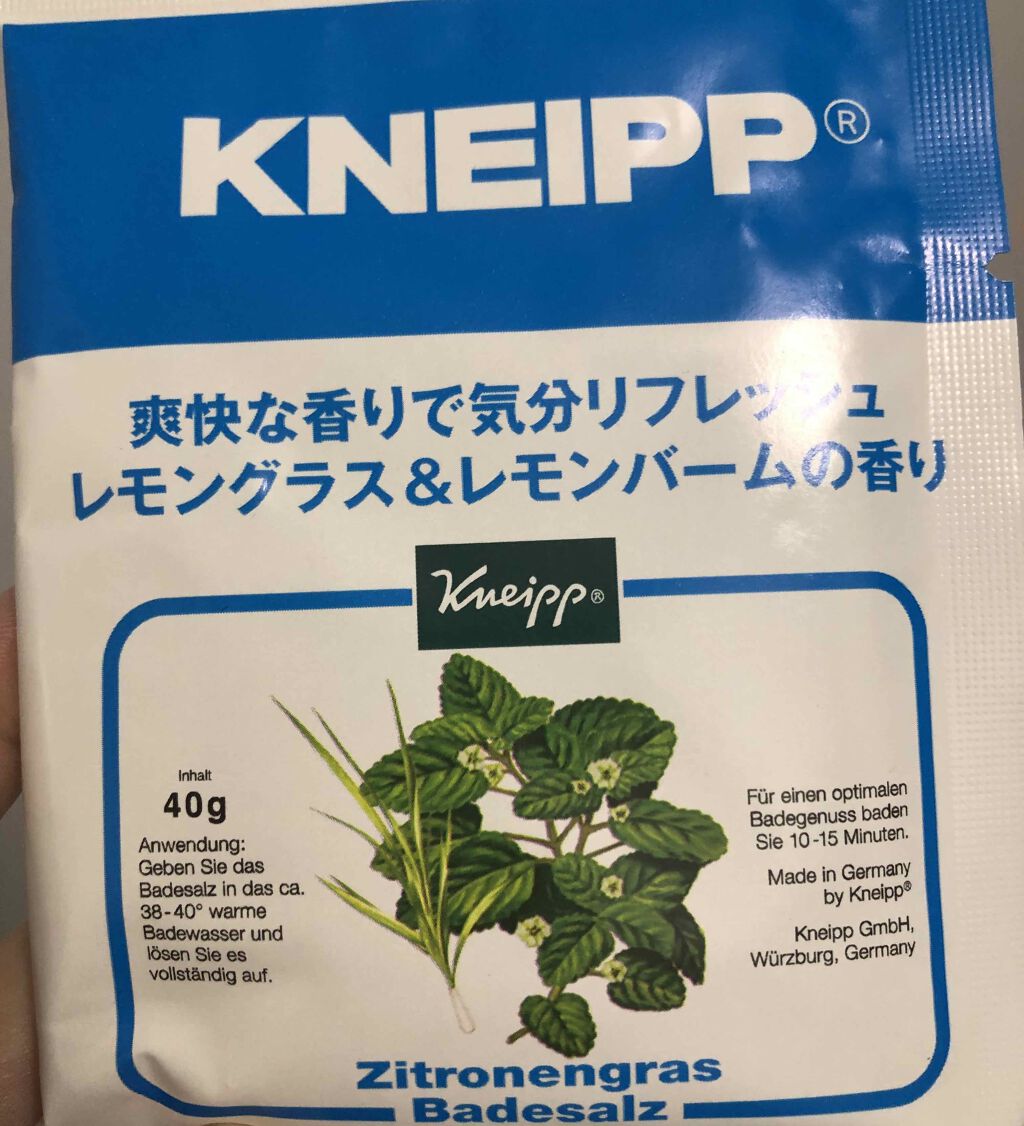 KNEIPP®
爽快な香りで気分リフレッシュ
レモングラス&レモンバームの香り
Kneipp®
Inhalt
40g
Anwendung:
Geben Sie das
Badesalz in das ca.
38-40° warme
Badewasser und
lösen Sie es
vollständig auf.
Für einen optimalen
Badegenuss baden
Sie 10-15 Minuten.
Made in Germany
by Kneipp®
Kneipp GmbH,
Würzburg, Germany
Zitronengras
Badesalz